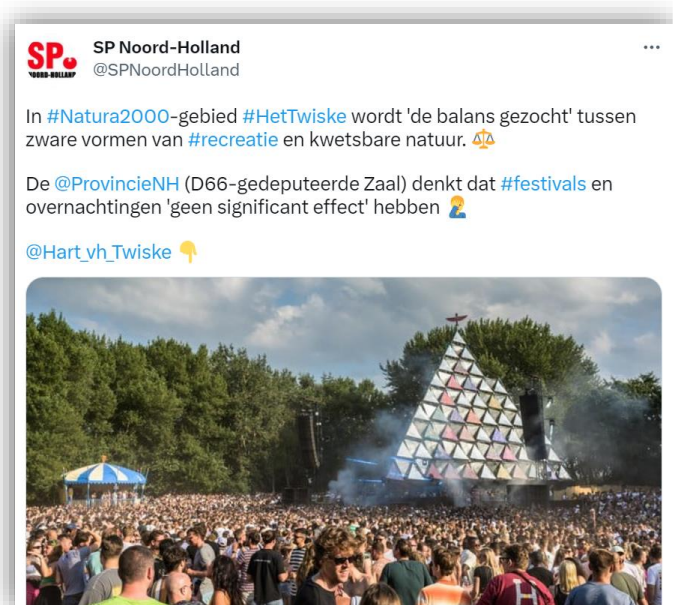 SP.
NOORD-HOLLAND
SP Noord-Holland
@SPNoordHolland
In #Natura2000-gebied #HetTwiske wordt 'de balans gezocht' tussen
zware vormen van #recreatie en kwetsbare natuur. ⚖️
De @ProvincieNH (D66-gedeputeerde Zaal) denkt dat #festivals en
overnachtingen 'geen significant effect' hebben 🤦‍♂️
@Hart_vh_Twiske 👇